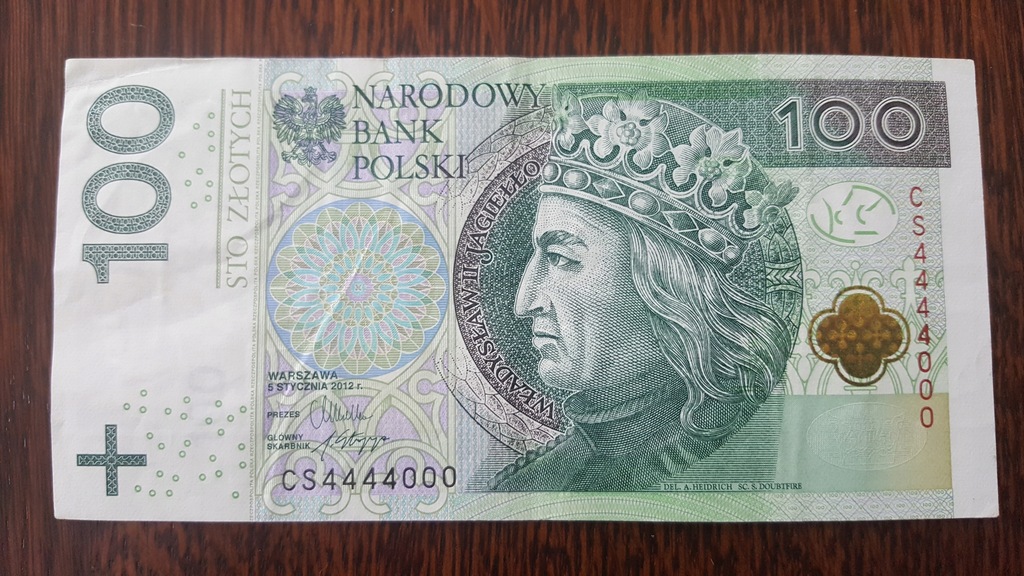 100
STO ZŁOTYCH
NARODOWY
BANK
POLSKI
WŁADYSŁAW II JAGIEŁŁO
100
CS4444000
WARSZAWA
5 STYCZNIA 2012 r.
PREZES
GŁÓWNY
SKARBNIK
CS4444000
DEL. A. HEIDRICH SC. S. DOUBTFIRE